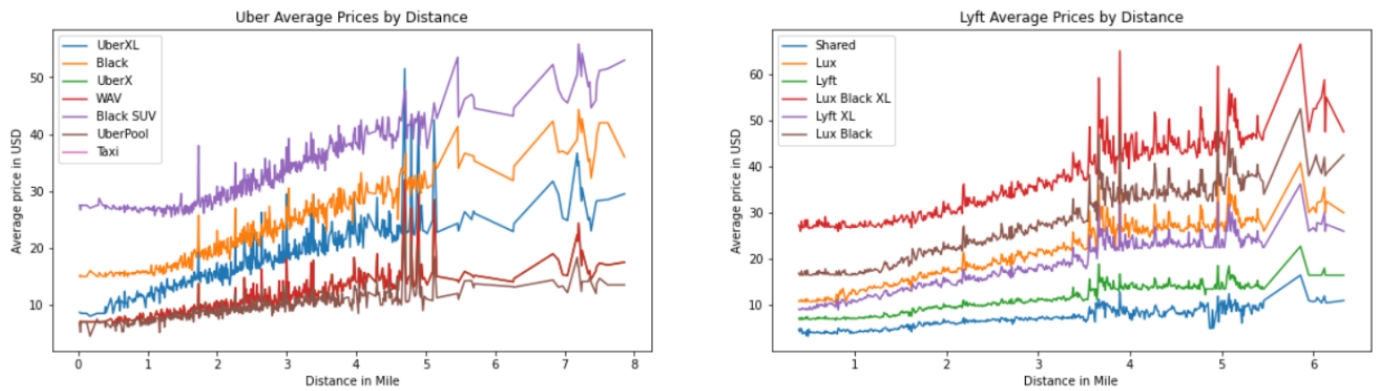 Uber Average Prices by Distance
UberXL
Black
UberX
WAV
Black SUV
UberPool
Taxi
50
40
30
20
10
Average price in USD
0 1 2 3 4 5 6 7 8
Distance in Mile
Lyft Average Prices by Distance
Shared
Lux
Lyft
Lux Black XL
Lyft XL
Lux Black
60
50
40
30
20
10
Average price in USD
1 2 3 4 5 6
Distance in Mile